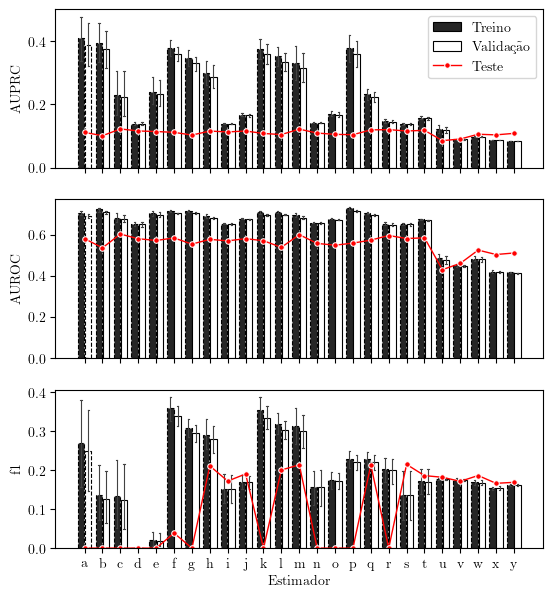 Treino
Validação
Teste
AUPRC
0.4
0.2
0.0
AUROC
0.6
0.4
0.2
0.0
f1
0.4
0.3
0.2
0.1
0.0
a b c d e f g h i j k l m n o p q r s t u v w x y
Estimador